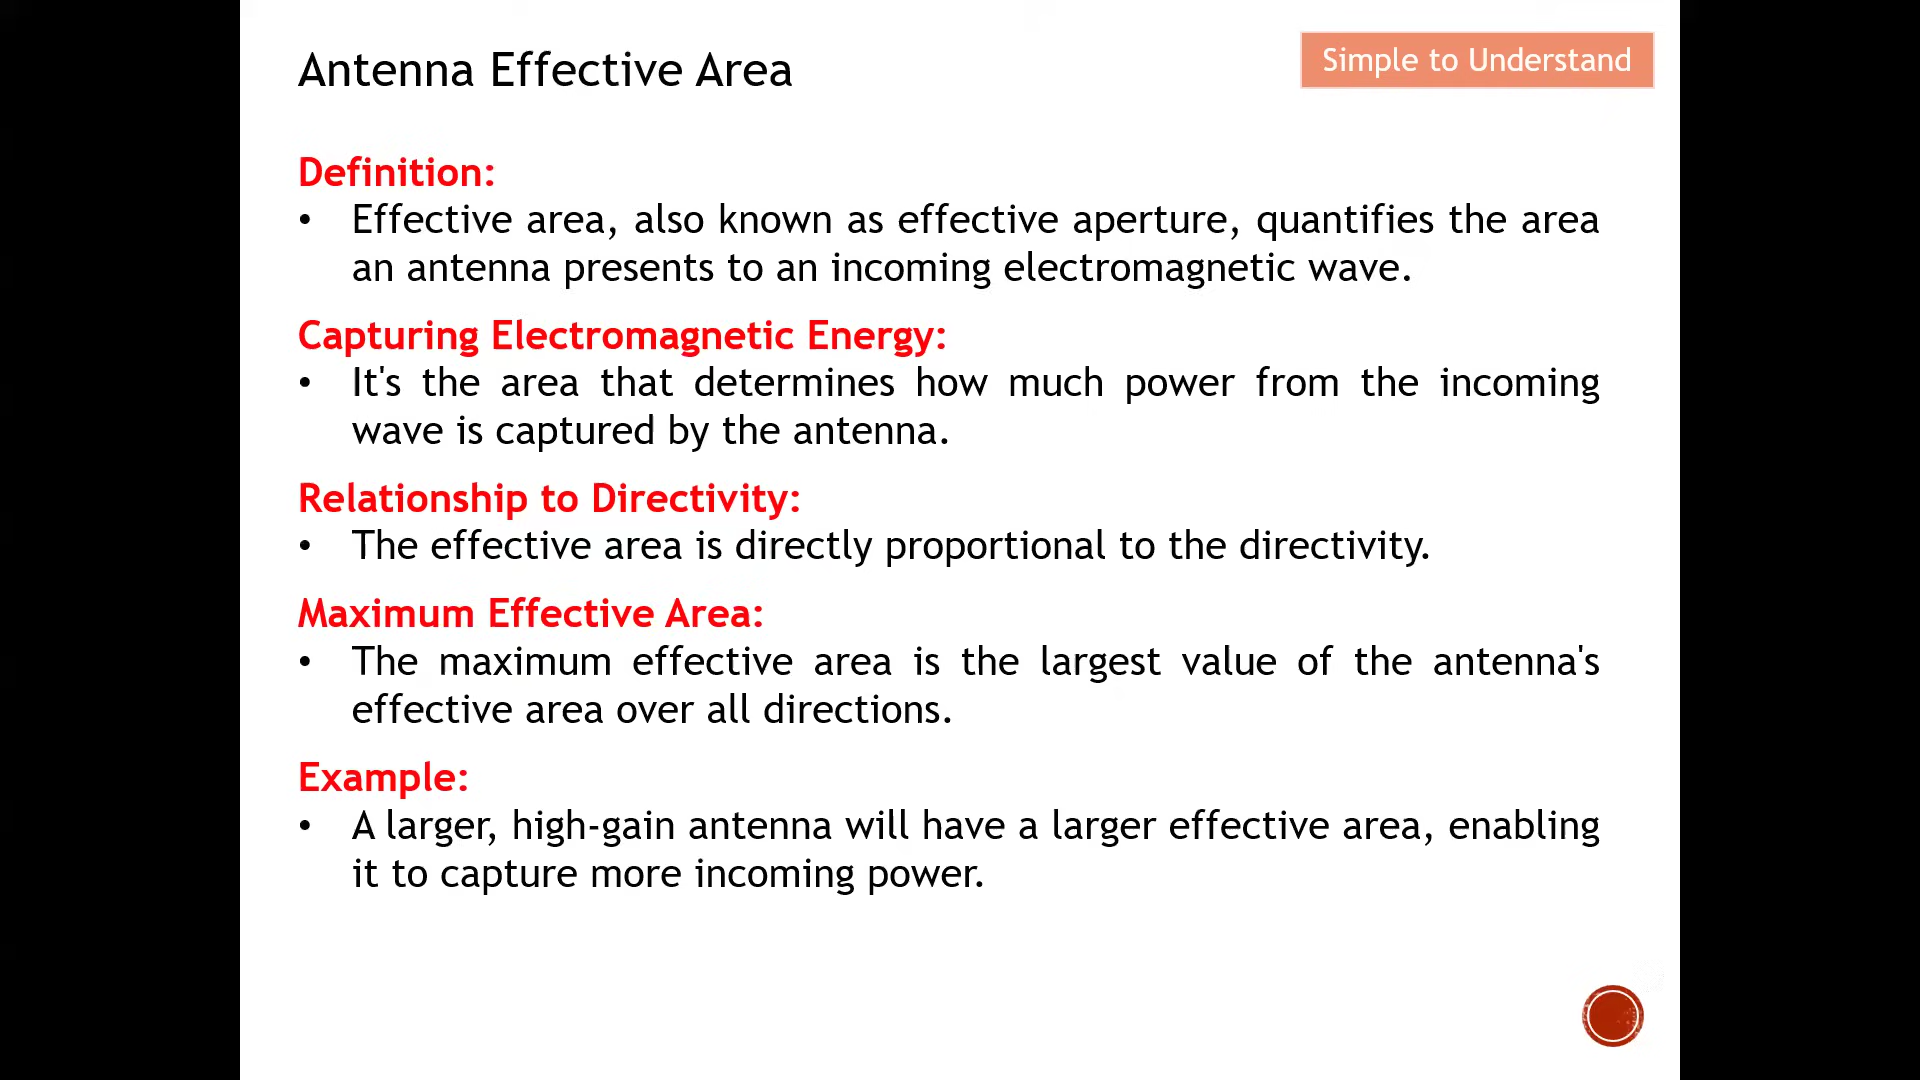 Antenna Effective Area
Simple to Understand
Definition:
• Effective area, also known as effective aperture, quantifies the area
an antenna presents to an incoming electromagnetic wave.
Capturing Electromagnetic Energy:
• It's the area that determines how much power from the incoming
wave is captured by the antenna.
Relationship to Directivity:
• The effective area is directly proportional to the directivity.
Maximum Effective Area:
• The maximum effective area is the largest value of the antenna's
effective area over all directions.
Example:
• A larger, high-gain antenna will have a larger effective area, enabling
it to capture more incoming power.